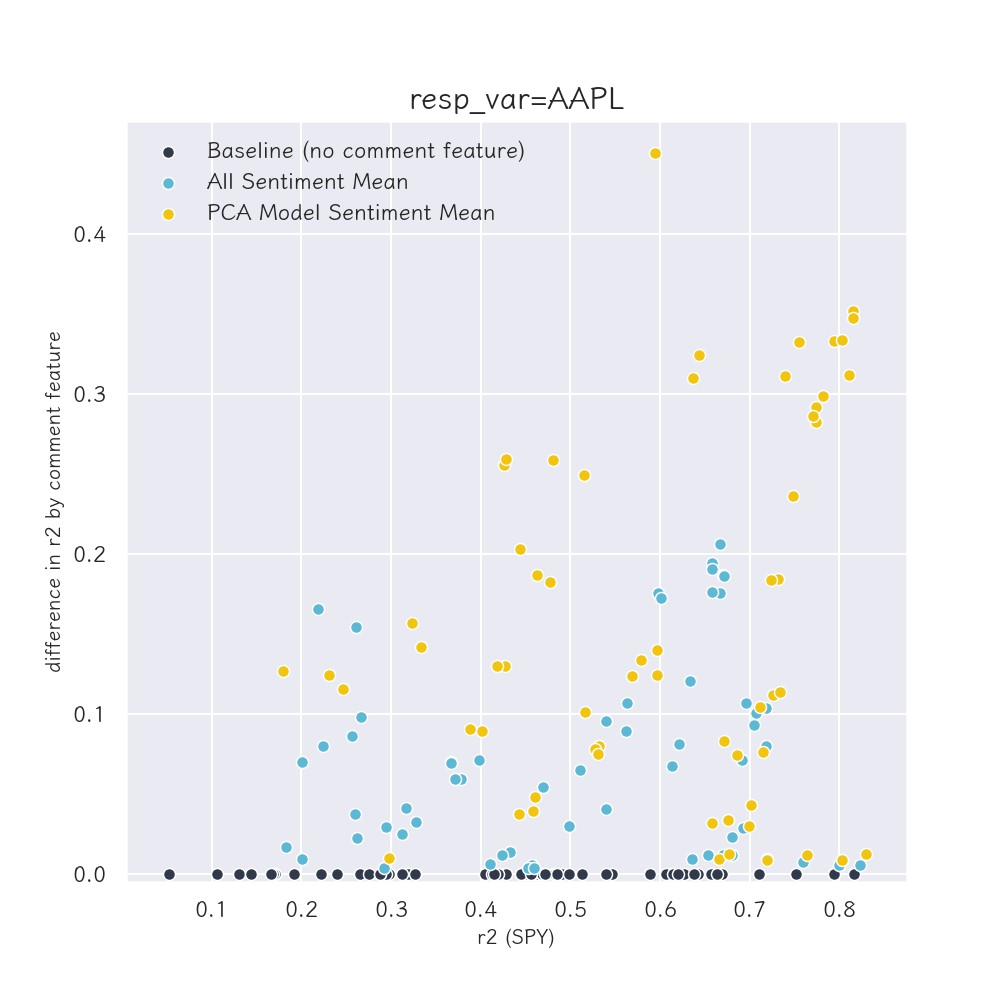 resp_var=AAPL
Baseline (no comment feature)
All Sentiment Mean
PCA Model Sentiment Mean
difference in r2 by comment feature
0.4
0.3
0.2
0.1
0.0
0.1 0.2 0.3 0.4 0.5 0.6 0.7 0.8
r2 (SPY)